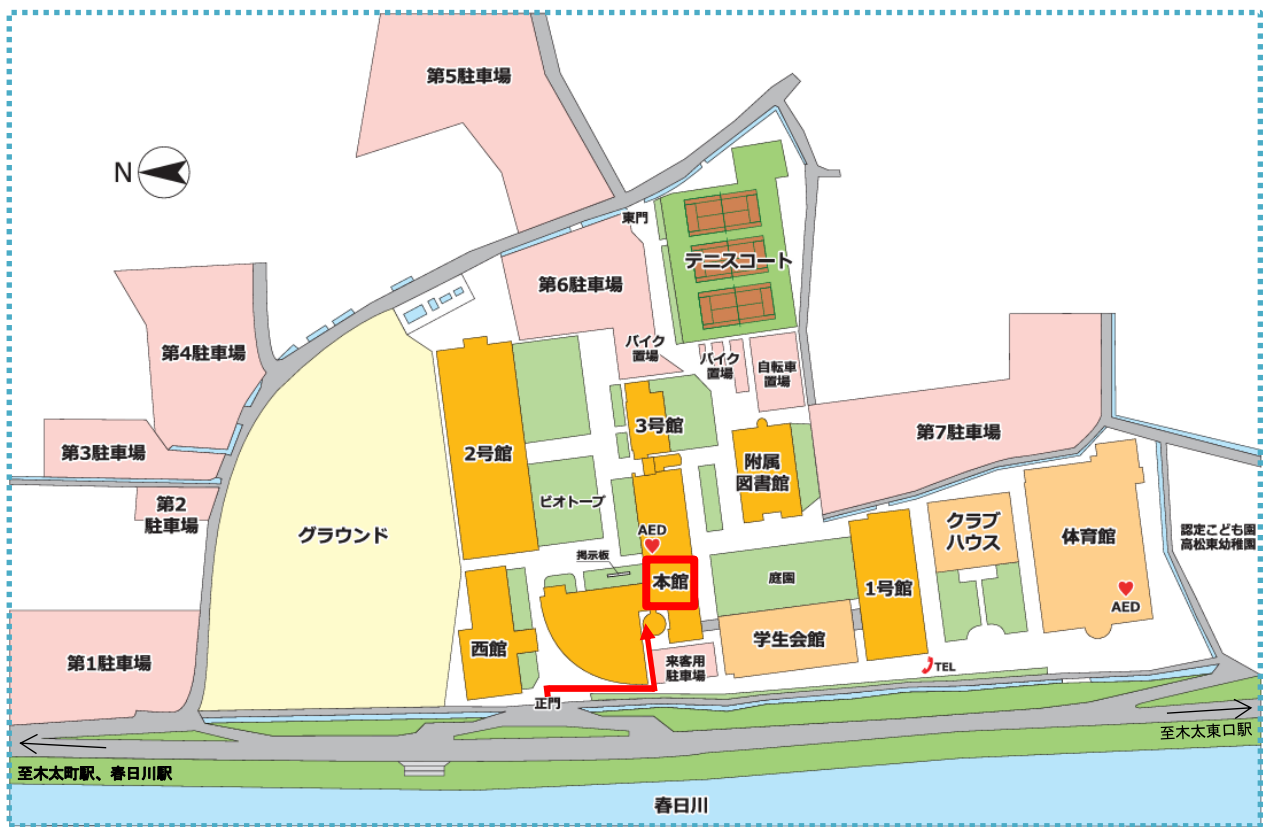 第5駐車場
N
東門
テニスコート
第6駐車場
第4駐車場
バイク
置場
バイク
置場
自転車
置場
3号館
第7駐車場
第3駐車場
2号館
附属
図書館
第2
駐車場
ビオトープ
グラウンド
AED
クラブ
ハウス
体育館
認定こども園
高松東幼稚園
掲示板
本館
庭園
1号館
AED
西館
学生会館
第1駐車場
来客用
駐車場
TEL
正門
至木太東口駅
至木太町駅、春日川駅
春日川